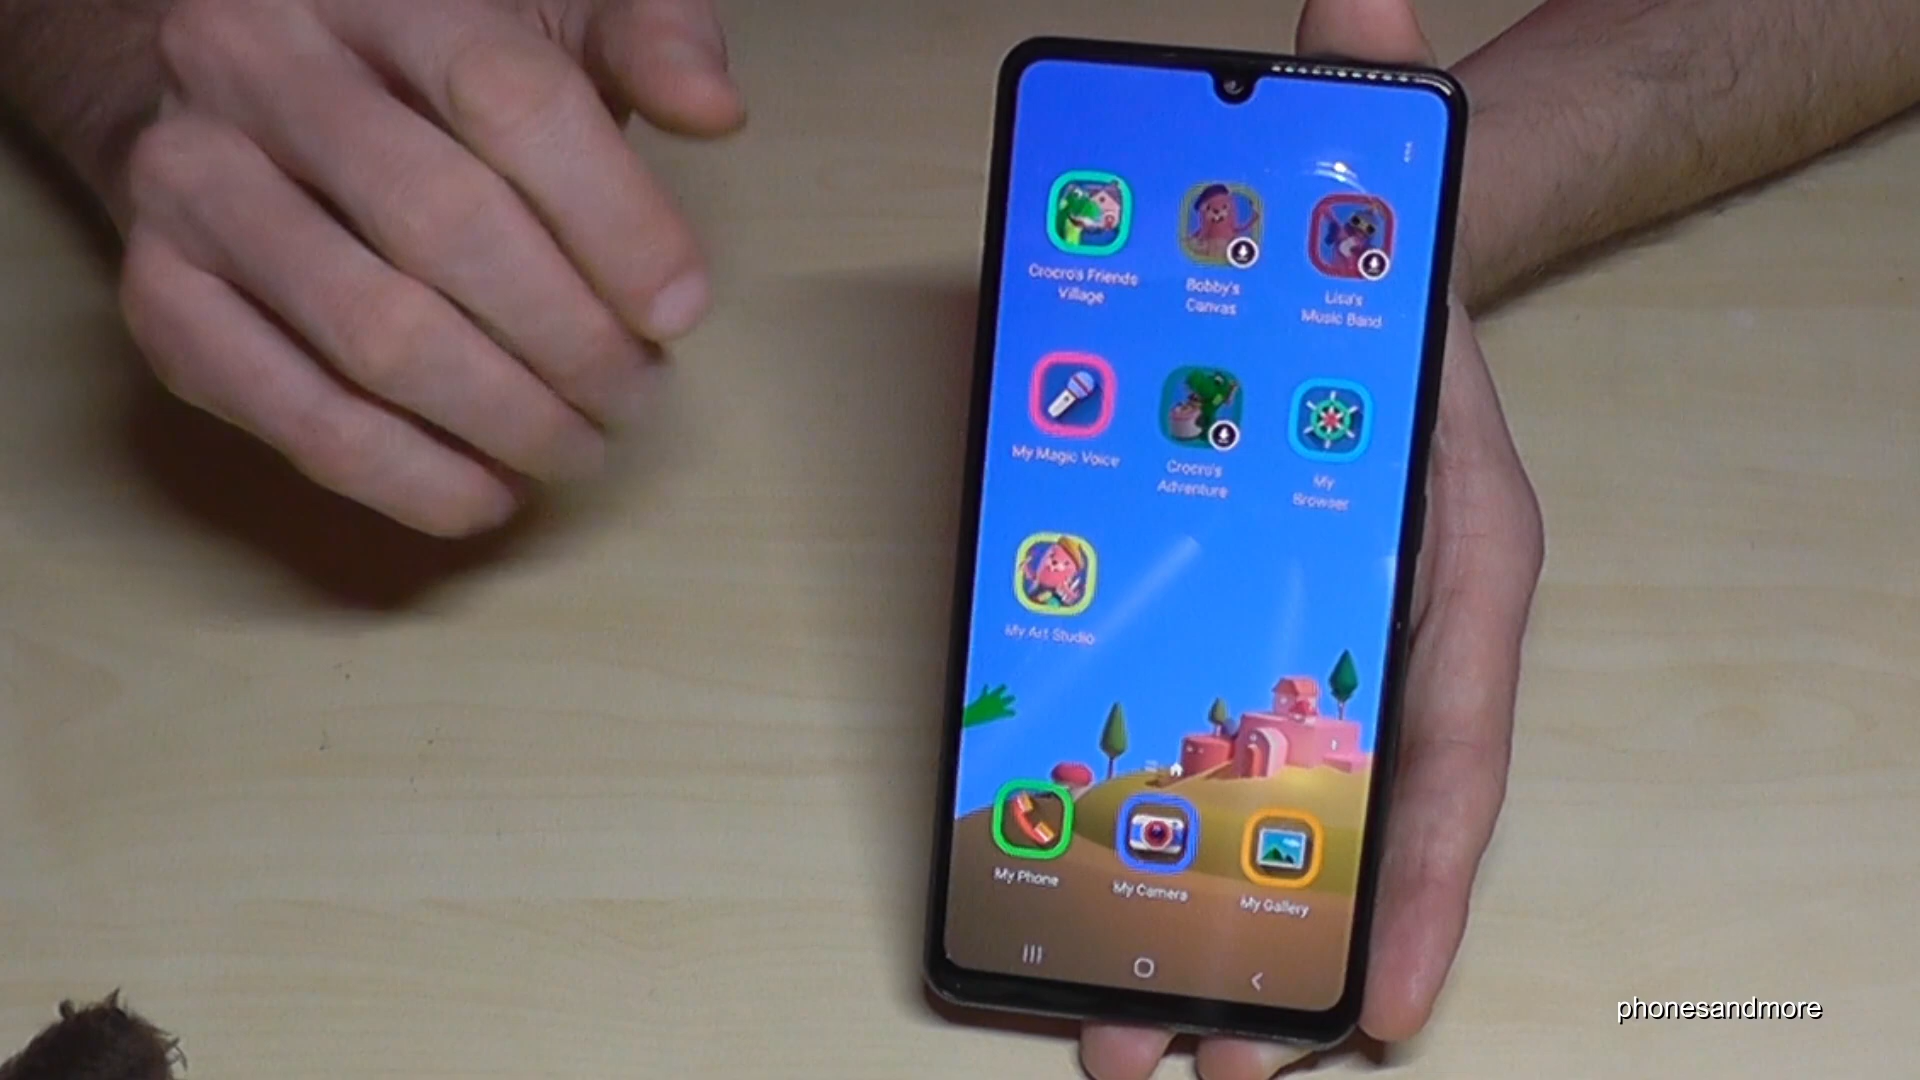 Crocro's Friends
Village
Bobby's
Canvas
Lisa's
Music Band
My Magic Voice
Crocro's
Adventure
My
Browser
My Art Studio
My Phone
My Camera
My Gallery
phonesandmore